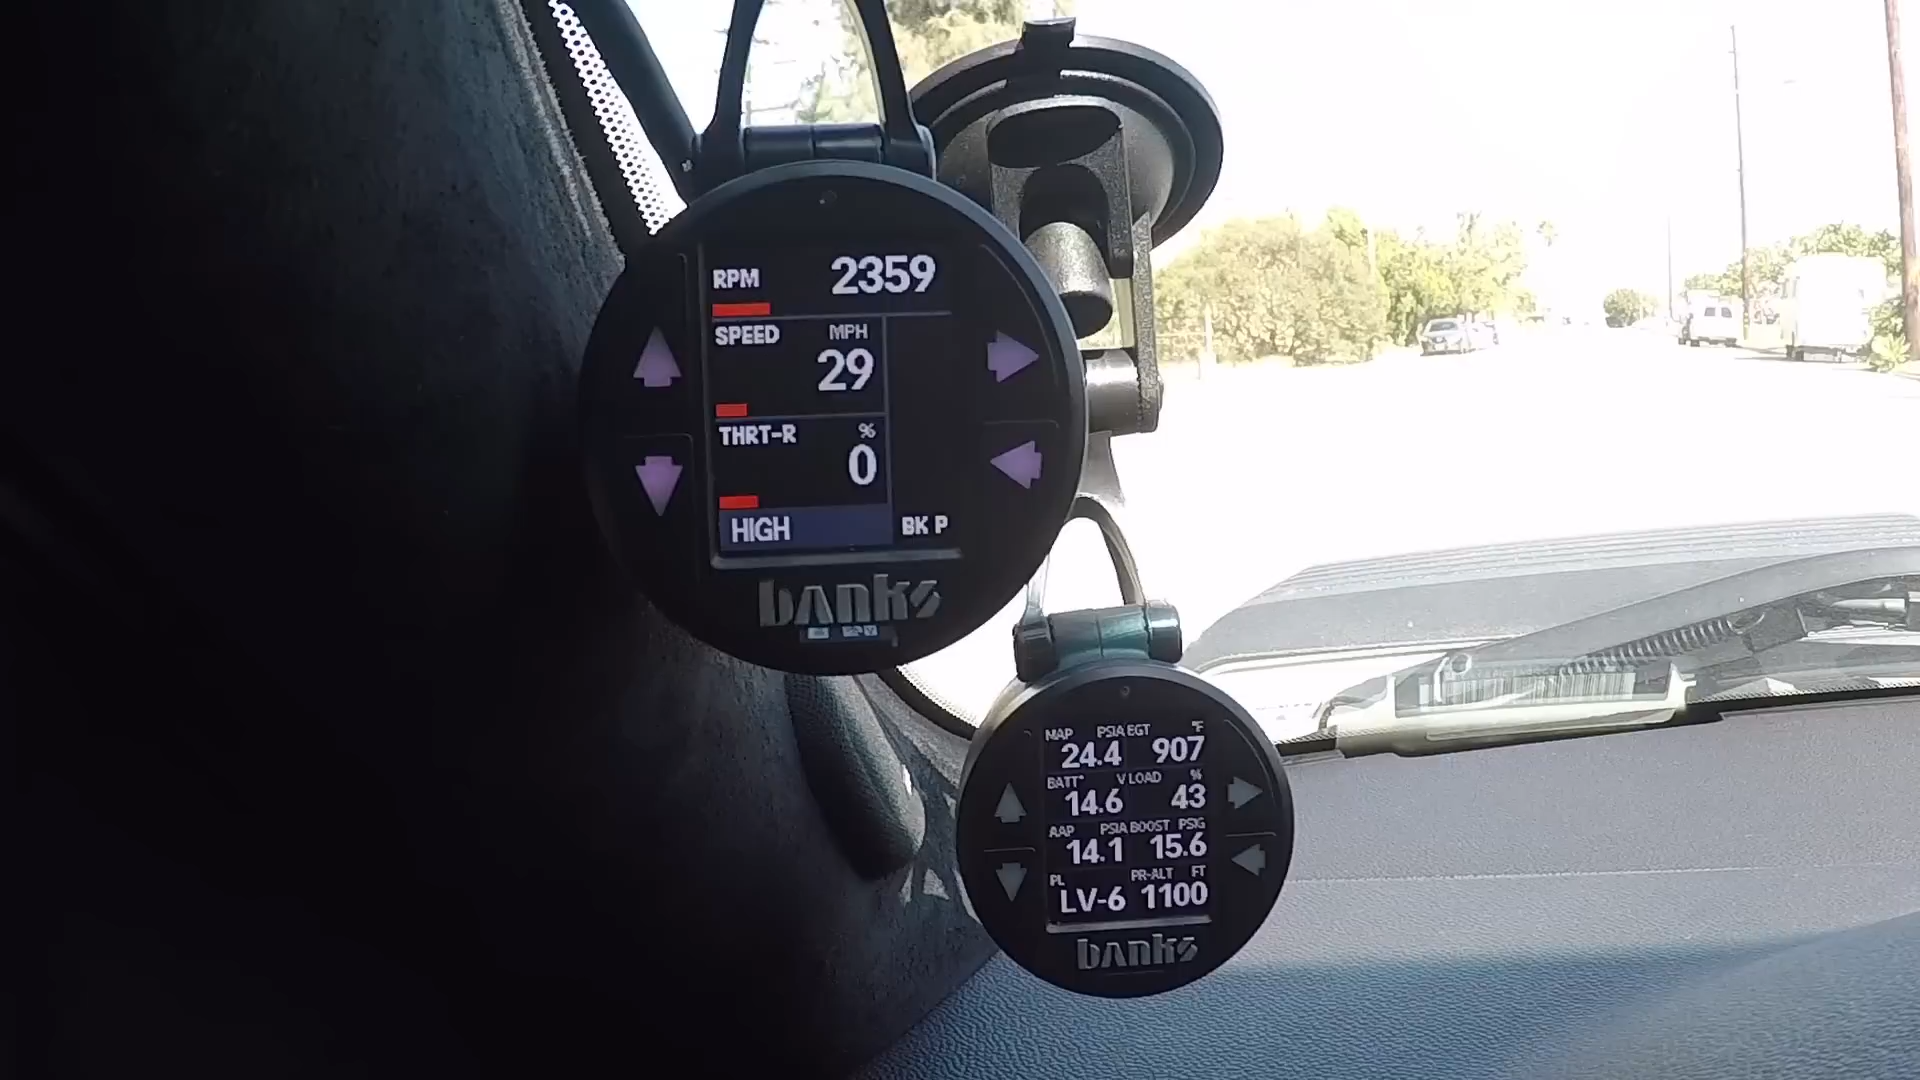 RPM 2359
SPEED MPH
29
THRT-R %
0
HIGH BK P
banks
MAP PSIA EGT °F
24.4 907
BATT V LOAD %
14.6 43
AAP PSIA BOOST PSIG
14.1 15.6
PL PR-ALT FT
LV-6 1100
banks